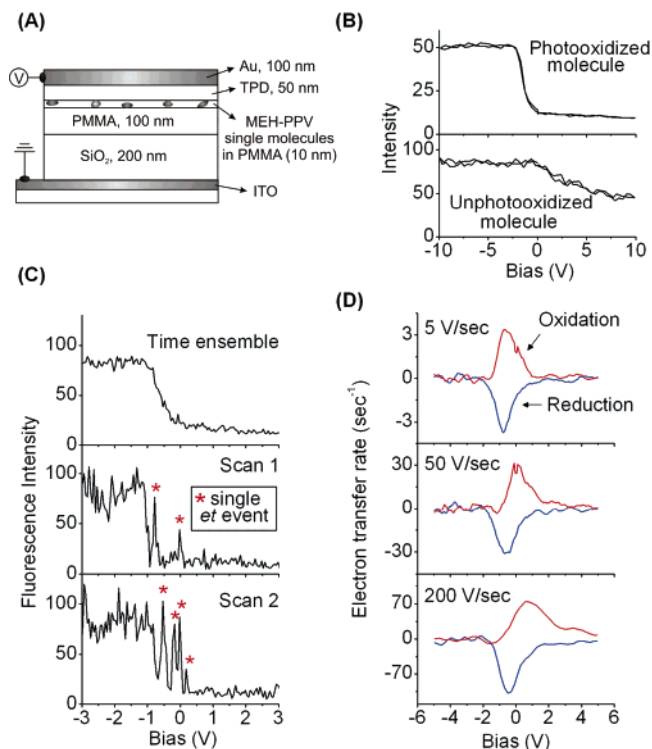 (A)
V
Au, 100 nm
TPD, 50 nm
PMMA, 100 nm
MEH-PPV
single molecules
in PMMA (10 nm)
SiO₂, 200 nm
ITO
(B)
Intensity
50
25
0
Photooxidized
molecule
100
50
0
Unphotooxidized
molecule
-10 -5 0 5 10
Bias (V)
(C)
Fluorescence Intensity
100
50
0
Time ensemble
100
50
0
Scan 1
* single
et event
*
*
100
50
0
Scan 2
*
*
*
*
-3 -2 -1 0 1 2 3
Bias (V)
(D)
Electron transfer rate (sec⁻¹)
3
0
-3
5 V/sec
Oxidation
Reduction
30
0
-30
50 V/sec
70
0
-70
200 V/sec
-6 -4 -2 0 2 4 6
Bias (V)